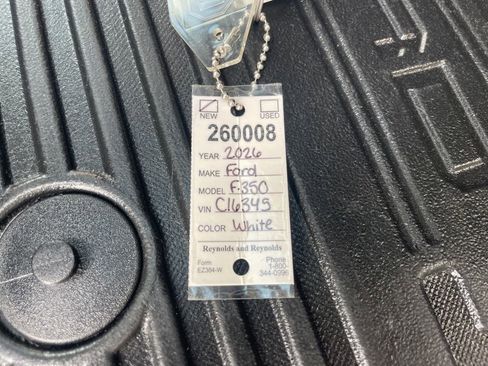 NEW USED
260008
YEAR 2026
MAKE Ford
MODEL F-350
VIN C16345
COLOR White
Reynolds and Reynolds
Form Phone
EZ384-W 1-800-
344-0996